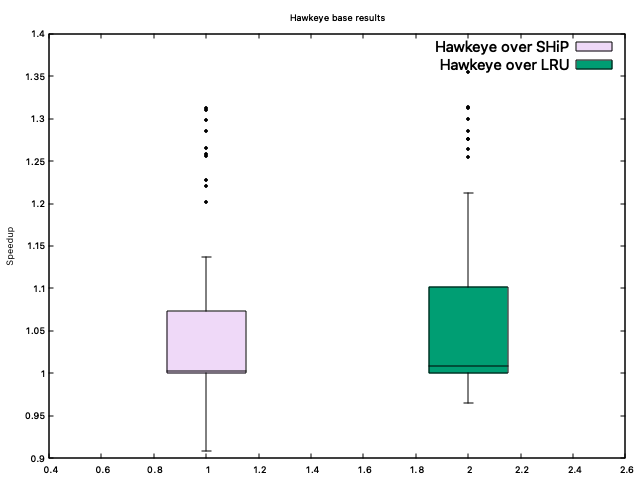 Hawkeye base results
Hawkeye over SHiP
Hawkeye over LRU
Speedup
1.4
1.35
1.3
1.25
1.2
1.15
1.1
1.05
1
0.95
0.9
0.4 0.6 0.8 1 1.2 1.4 1.6 1.8 2 2.2 2.4 2.6